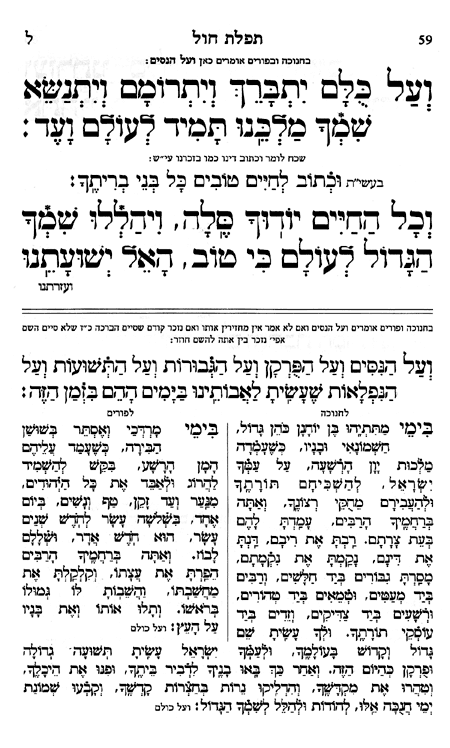 59 תפלת חול ל
בחנוכה ובפורים אומרים כאן ועל הנסים:
וְעַל כֻּלָּם יִתְבָּרֵךְ וְיִתְרוֹמָם וְיִתְנַשֵּׂא
שִׁמְךָ מַלְכֵּנוּ תָּמִיד לְעוֹלָם וָעֶד:
שכח לומר וכתוב דינו כמו בזכרנו עי״ש:
בעשי״ת וּכְתוֹב לְחַיִּים טוֹבִים כָּל בְּנֵי בְרִיתֶךָ:
וְכָל הַחַיִּים יוֹדוּךָ סֶּלָה, וִיהַלְלוּ שִׁמְךָ
הַגָּדוֹל לְעוֹלָם כִּי טוֹב, הָאֵל יְשׁוּעָתֵנוּ
ועזרתנו
בחנוכה ופורים אומרים ועל הנסים ואם לא אמר אין מחזירין אותו ואם נזכר קודם שסיים הברכה כ״ז שלא סיים השם
אפי׳ נזכר בין אתה להשם חוזר:
וְעַל הַנִּסִּים וְעַל הַפֻּרְקָן וְעַל הַגְּבוּרוֹת וְעַל הַתְּשׁוּעוֹת וְעַל
הַנִּפְלָאוֹת שֶׁעָשִׂיתָ לַאֲבוֹתֵינוּ בַּיָּמִים הָהֵם בִּזְּמַן הַזֶּה:
לחנוכה
בִּימֵי מַתִּתְיָהוּ בֶּן יוֹחָנָן כֹּהֵן גָּדוֹל,
חַשְׁמוֹנָאִי וּבָנָיו, כְּשֶׁעָמְדָה
מַלְכוּת יָוָן הָרְשָׁעָה, עַל עַמְּךָ
יִשְׂרָאֵל, לְהַשְׁכִּיחָם תּוֹרָתֶךָ
וּלְהַעֲבִירָם מֵחֻקֵּי רְצוֹנֶךָ, וְאַתָּה
בְּרַחֲמֶיךָ הָרַבִּים, עָמַדְתָּ לָהֶם
בְּעֵת צָרָתָם. רַבְתָּ אֶת רִיבָם, דַּנְתָּ
אֶת דִּינָם, נָקַמְתָּ אֶת נִקְמָתָם,
מָסַרְתָּ גִבּוֹרִים בְּיַד חַלָּשִׁים, וְרַבִּים
בְּיַד מְעַטִּים, וּטְמֵאִים בְּיַד טְהוֹרִים,
וּרְשָׁעִים בְּיַד צַדִּיקִים, וְזֵדִים בְּיַד
עוֹסְקֵי תוֹרָתֶךָ. וּלְךָ עָשִׂיתָ שֵׁם
לפורים
בִּימֵי מָרְדְּכַי וְאֶסְתֵּר בְּשׁוּשַׁן
הַבִּירָה, כְּשֶׁעָמַד עֲלֵיהֶם
הָמָן הָרָשָׁע, בִּקֵּשׁ לְהַשְׁמִיד
לַהֲרוֹג וּלְאַבֵּד אֶת כָּל הַיְּהוּדִים,
מִנַּעַר וְעַד זָקֵן, טַף וְנָשִׁים, בְּיוֹם
אֶחָד, בִּשְׁלֹשָׁה עָשָׂר לְחֹדֶשׁ שְׁנֵים
עָשָׂר, הוּא חֹדֶשׁ אֲדָר, וּשְׁלָלָם
לָבוֹז. וְאַתָּה בְּרַחֲמֶיךָ הָרַבִּים
הֵפַרְתָּ אֶת עֲצָתוֹ, וְקִלְקַלְתָּ אֶת
מַחֲשַׁבְתּוֹ, וַהֲשֵׁבוֹתָ לּוֹ גְּמוּלוֹ
בְּרֹאשׁוֹ. וְתָלוּ אוֹתוֹ וְאֶת בָּנָיו
עַל הָעֵץ: ועל כולם
גָּדוֹל וְקָדוֹשׁ בְּעוֹלָמֶךָ, וּלְעַמְּךָ יִשְׂרָאֵל עָשִׂיתָ תְּשׁוּעָה גְדוֹלָה
וּפֻרְקָן כְּהַיּוֹם הַזֶּה. וְאַחַר כַּךְ בָּאוּ בָנֶיךָ לִדְבִיר בֵּיתֶךָ, וּפִנּוּ אֶת הֵיכָלֶךָ,
וְטִהֲרוּ אֶת מִקְדָּשֶׁךָ, וְהִדְלִיקוּ נֵרוֹת בְּחַצְרוֹת קָדְשֶׁךָ, וְקָבְעוּ שְׁמוֹנַת
יְמֵי חֲנֻכָּה אֵלּוּ, לְהוֹדוֹת וּלְהַלֵּל לְשִׁמְךָ הַגָּדוֹל: ועל כולם